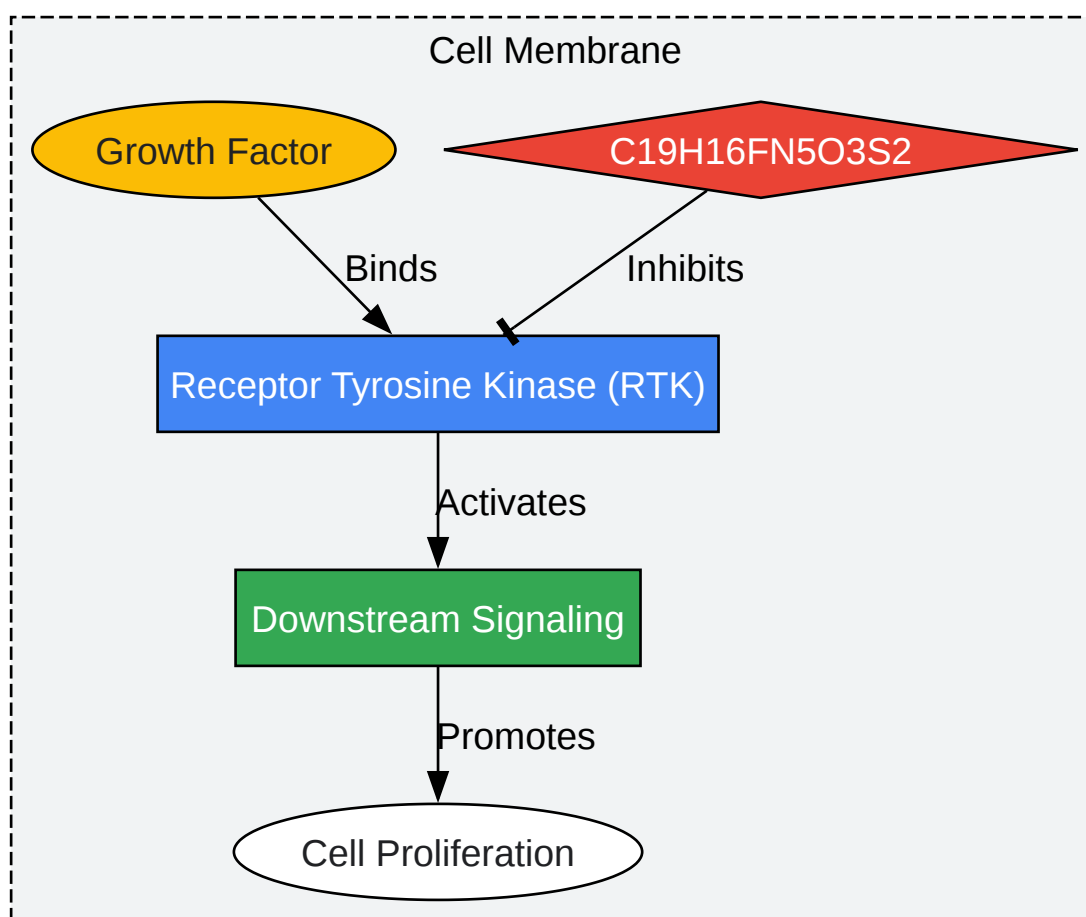 Cell Membrane
Growth Factor
C19H16FN5O3S2
Binds
Inhibits
Receptor Tyrosine Kinase (RTK)
Activates
Downstream Signaling
Promotes
Cell Proliferation